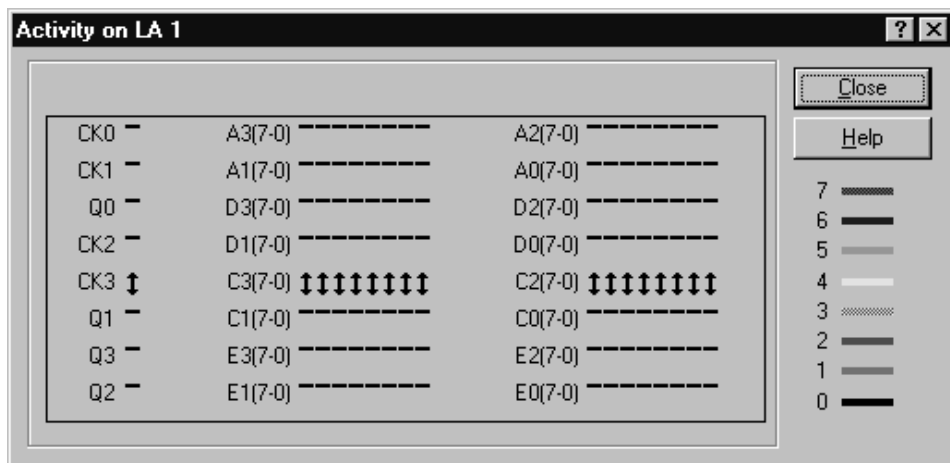 Activity on LA 1
Close
Help
CK0 A3(7-0) A2(7-0)
CK1 A1(7-0) A0(7-0)
Q0 D3(7-0) D2(7-0)
CK2 D1(7-0) D0(7-0)
CK3 C3(7-0) C2(7-0)
Q1 C1(7-0) C0(7-0)
Q3 E3(7-0) E2(7-0)
Q2 E1(7-0) E0(7-0)
7
6
5
4
3
2
1
0